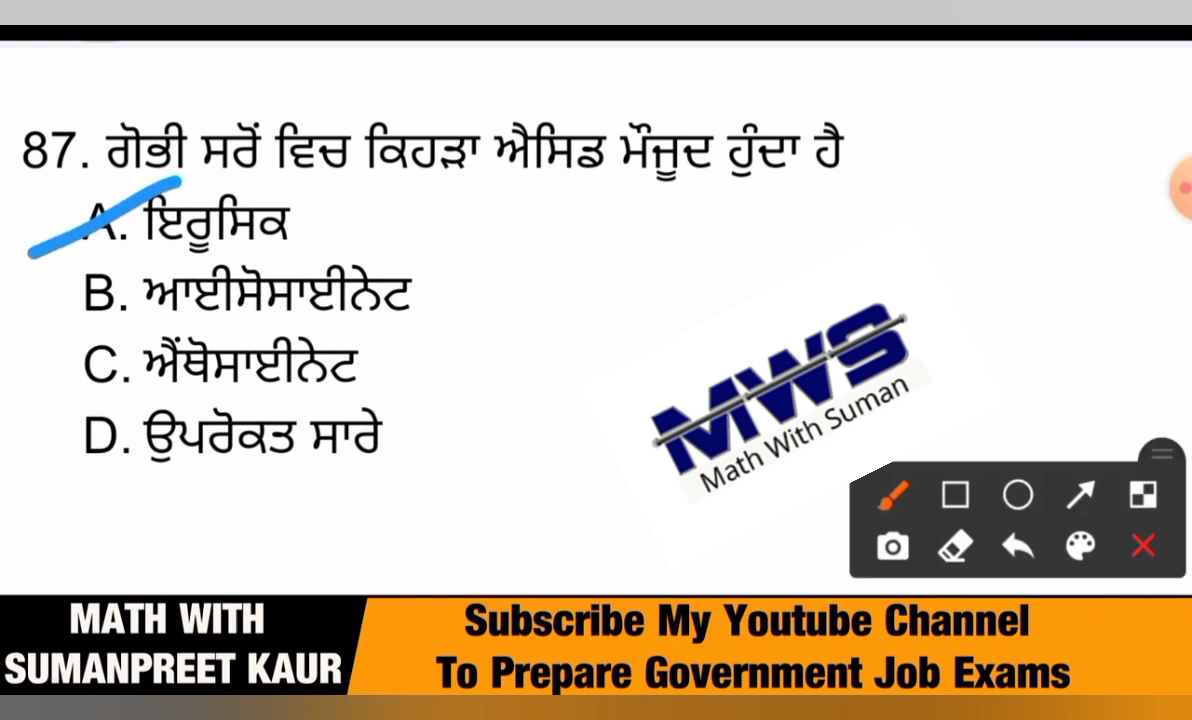 87. ਗੋਭੀ ਸਰੋਂ ਵਿਚ ਕਿਹੜਾ ਐਸਿਡ ਮੌਜੂਦ ਹੁੰਦਾ ਹੈ
A. ਇਰੂਸਿਕ
B. ਆਈਸੋਸਾਈਨੇਟ
C. ਐਂਥੋਸਾਈਨੇਟ
D. ਉਪਰੋਕਤ ਸਾਰੇ
MWS
Math With Suman
MATH WITH
SUMANPREET KAUR
Subscribe My Youtube Channel
To Prepare Government Job Exams